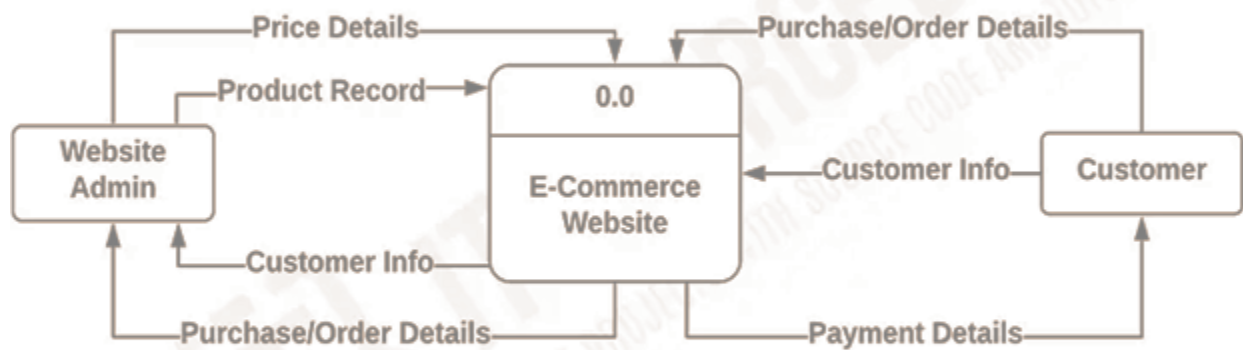 Price Details
Purchase/Order Details
Product Record
0.0
Website
Admin
E-Commerce
Website
Customer Info
Customer
Customer Info
Purchase/Order Details
Payment Details